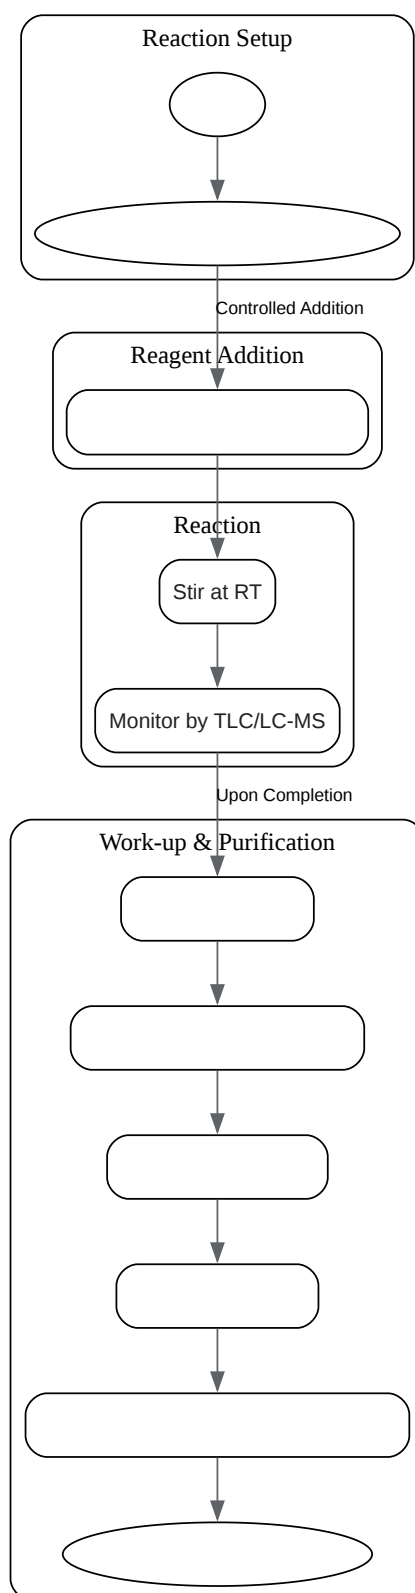 Reaction Setup
Controlled Addition
Reagent Addition
Reaction
Stir at RT
Monitor by TLC/LC-MS
Upon Completion
Work-up & Purification